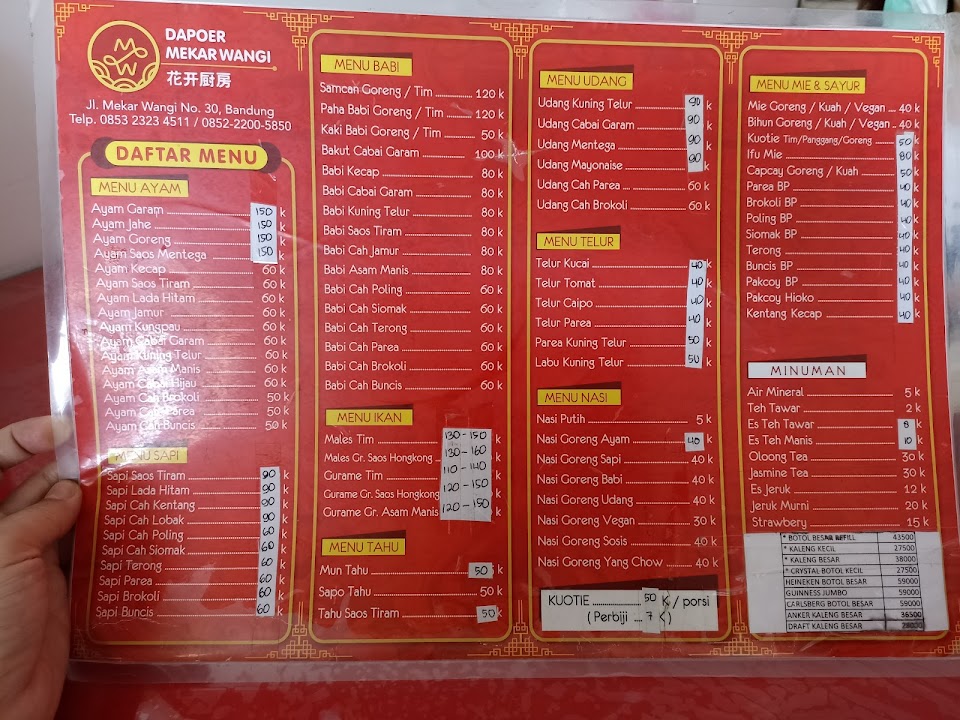 DAPOER
MEKAR WANGI
花开厨房
Jl. Mekar Wangi No. 30, Bandung
Telp. 0853 2323 4511 / 0852-2200-5850
DAFTAR MENU
MENU AYAM
Ayam Garam 150 k
Ayam Jahe 150 k
Ayam Goreng 150 k
Ayam Saos Mentega 150 k
Ayam Kecap 60 k
Ayam Saos Tiram 60 k
Ayam Lada Hitam 60 k
Ayam Jamur 60 k
Ayam Kungpau 60 k
Ayam Cabai Garam 60 k
Ayam Kuning Telur 60 k
Ayam Asam Manis 60 k
Ayam Cabai Hijau 60 k
Ayam Cah Brokoli 50 k
Ayam Cah Parea 50 k
Ayam Cah Buncis 50 k
MENU SAPI
Sapi Saos Tiram 90 k
Sapi Lada Hitam 90 k
Sapi Cah Kentang 90 k
Sapi Cah Lobak 90 k
Sapi Cah Poling 60 k
Sapi Cah Siomak 60 k
Sapi Terong 60 k
Sapi Parea 60 k
Sapi Brokoli 60 k
Sapi Buncis 60 k
MENU BABI
Samcan Goreng / Tim 120 k
Paha Babi Goreng / Tim 120 k
Kaki Babi Goreng / Tim 50 k
Bakut Cabai Garam 100 k
Babi Kecap 80 k
Babi Cabai Garam 80 k
Babi Kuning Telur 80 k
Babi Saos Tiram 80 k
Babi Cah Jamur 80 k
Babi Asam Manis 80 k
Babi Cah Poling 60 k
Babi Cah Siomak 60 k
Babi Cah Terong 60 k
Babi Cah Parea 60 k
Babi Cah Brokoli 60 k
Babi Cah Buncis 60 k
MENU IKAN
Males Tim 130-150 k
Males Gr. Saos Hongkong 130-160
Gurame Tim 110-140
Gurame Gr. Saos Hongkong 120-150
Gurame Gr. Asam Manis 120-150 k
MENU TAHU
Mun Tahu 50 k
Sapo Tahu 50 k
Tahu Saos Tiram 50 k
MENU UDANG
Udang Kuning Telur 90 k
Udang Cabai Garam 90 k
Udang Mentega 90 k
Udang Mayonaise 90 k
Udang Cah Parea 60 k
Udang Cah Brokoli 60 k
MENU TELUR
Telur Kucai 40 k
Telur Tomat 40 k
Telur Caipo 40 k
Telur Parea 40 k
Parea Kuning Telur 50 k
Labu Kuning Telur 50 k
MENU NASI
Nasi Putih 5 k
Nasi Goreng Ayam 40 k
Nasi Goreng Sapi 40 k
Nasi Goreng Babi 40 k
Nasi Goreng Udang 40 k
Nasi Goreng Vegan 30 k
Nasi Goreng Sosis 40 k
Nasi Goreng Yang Chow 40 k
KUOTIE 50 K / porsi
( Perbiji 7 K )
MENU MIE & SAYUR
Mie Goreng / Kuah / Vegan 40 k
Bihun Goreng / Kuah / Vegan 40 k
Kuotie Tim/Panggang/Goreng 50 k
Ifu Mie 80 k
Capcay Goreng / Kuah 50 k
Parea BP 40 k
Brokoli BP 40 k
Poling BP 40 k
Siomak BP 40 k
Terong 40 k
Buncis BP 40 k
Pakcoy BP 40 k
Pakcoy Hioko 40 k
Kentang Kecap 40 k
MINUMAN
Air Mineral 5 k
Teh Tawar 2 k
Es Teh Tawar 8 k
Es Teh Manis 10 k
Oloong Tea 30 k
Jasmine Tea 30 k
Es Jeruk 12 k
Jeruk Murni 20 k
Strawbery 15 k
* BOTOL BESAR REFILL 43500
* KALENG KECIL 27500
* KALENG BESAR 38000
* CRYSTAL BOTOL KECIL 27500
HEINEKEN BOTOL BESAR 59000
GUINNESS JUMBO 59000
CARLSBERG BOTOL BESAR 59000
ANKER KALENG BESAR 36500
DRAFT KALENG BESAR